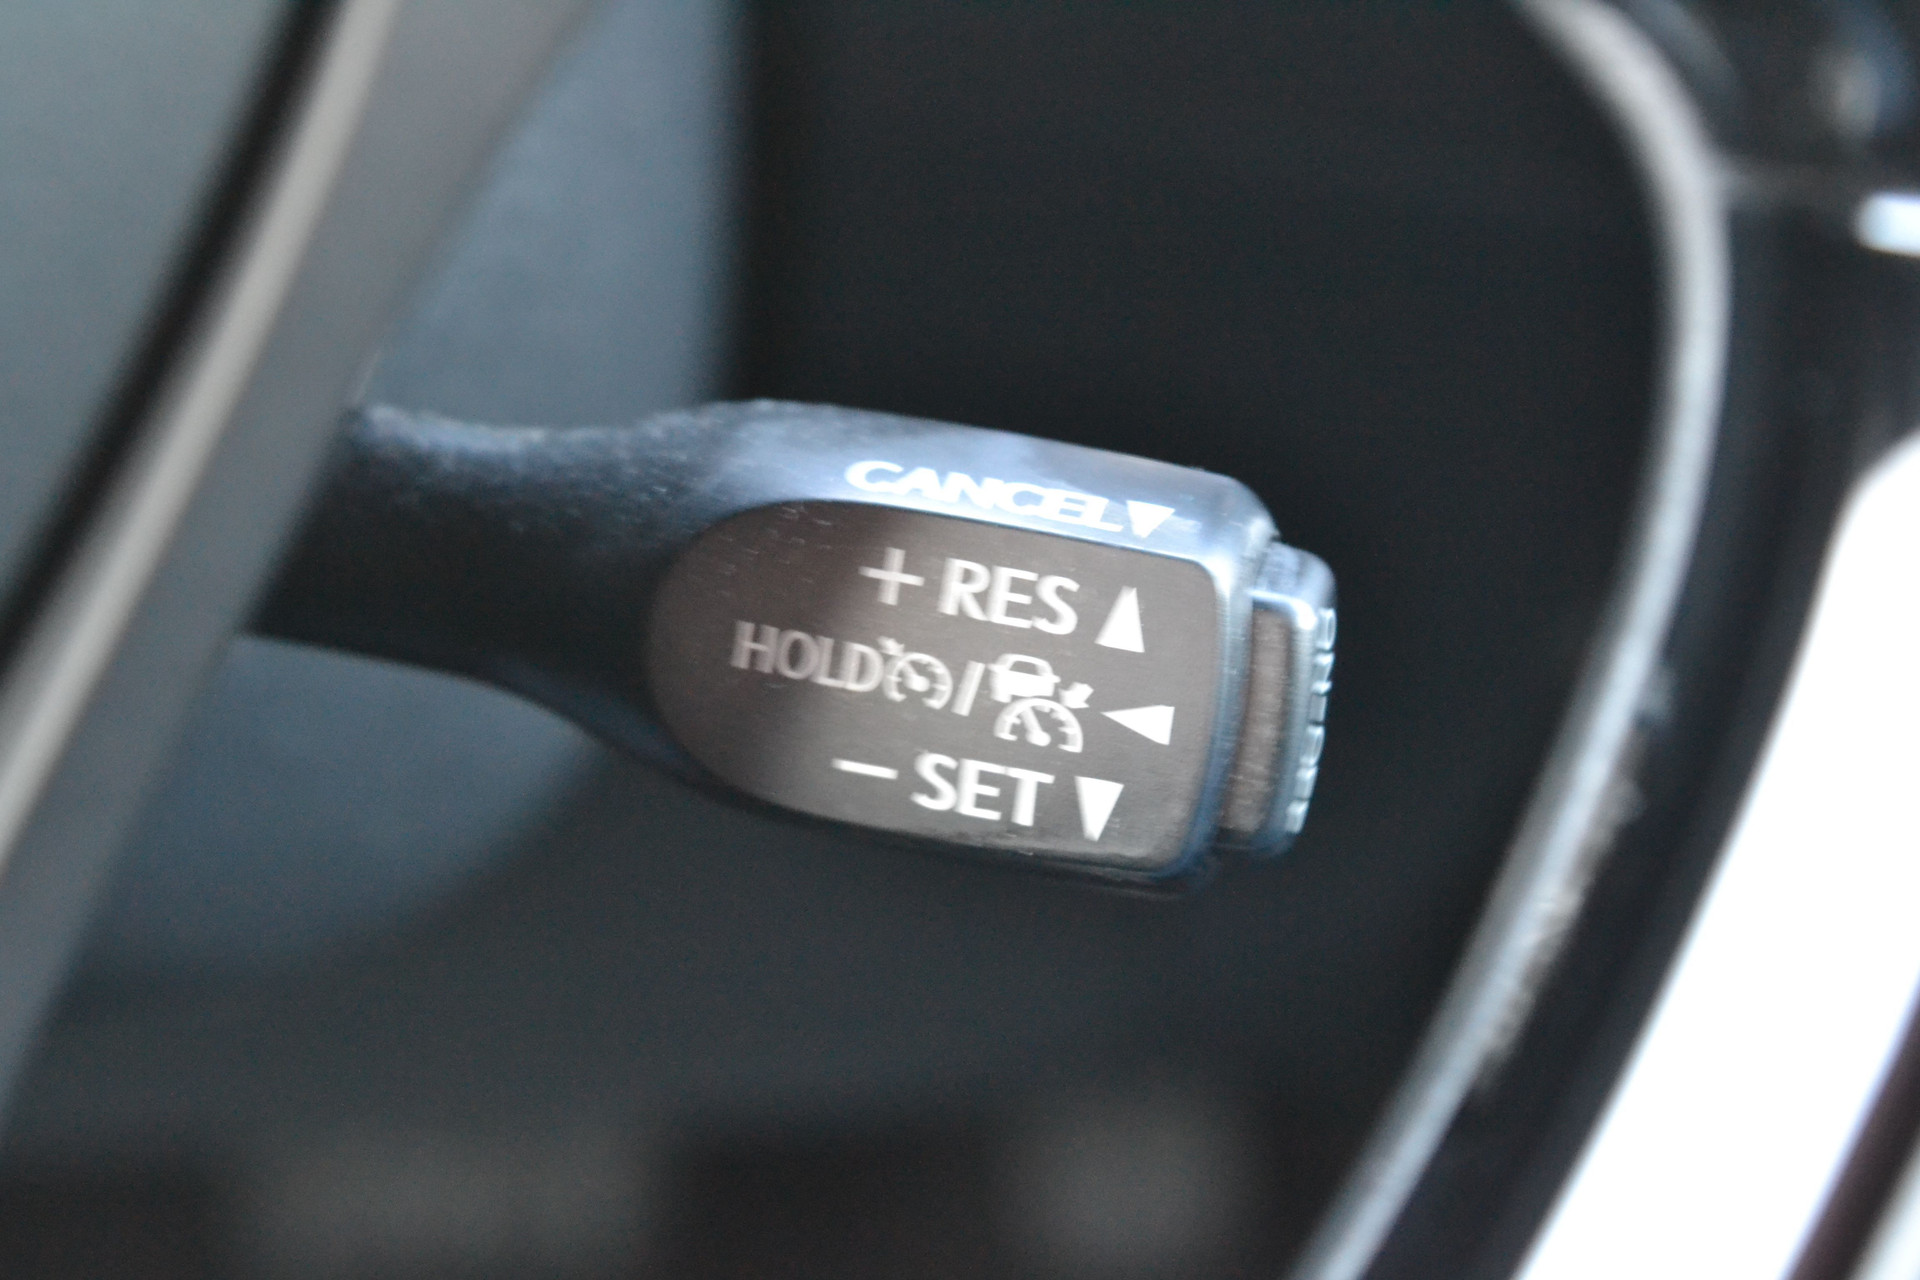 CANCEL▼
+ RES ▲
HOLD / ◀
− SET ▼